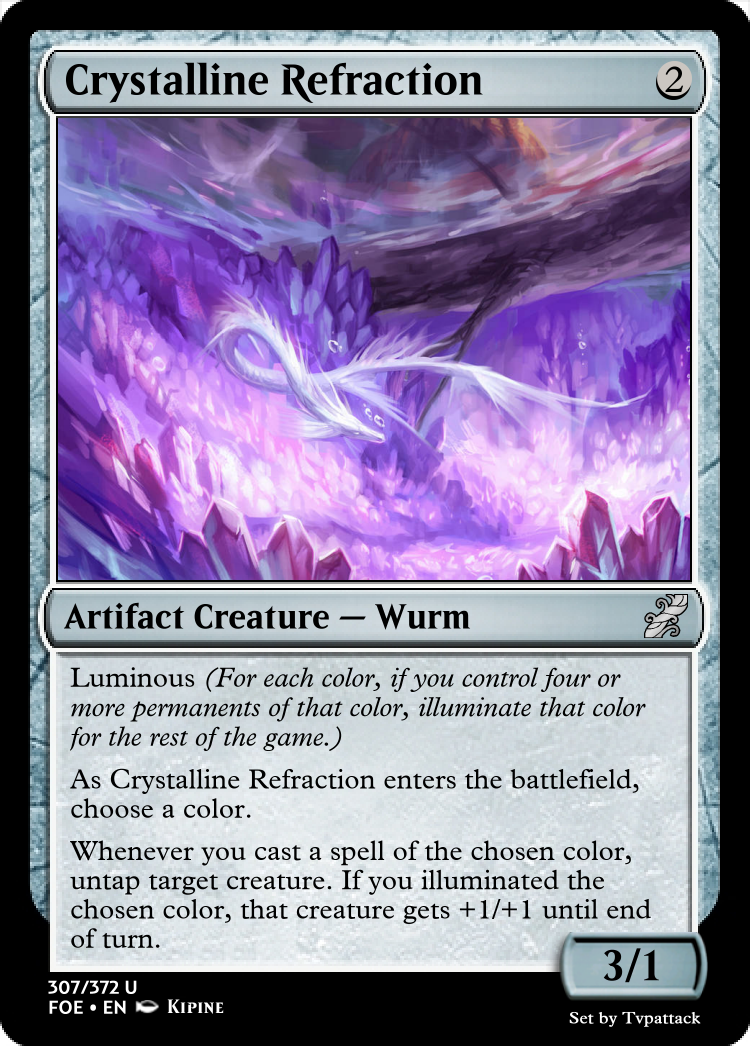 Crystalline Refraction
2
Artifact Creature — Wurm
Luminous (For each color, if you control four or
more permanents of that color, illuminate that color
for the rest of the game.)
As Crystalline Refraction enters the battlefield,
choose a color.
Whenever you cast a spell of the chosen color,
untap target creature. If you illuminated the
chosen color, that creature gets +1/+1 until end
of turn.
3/1
307/372 U
FOE • EN Kipine
Set by Tvpattack